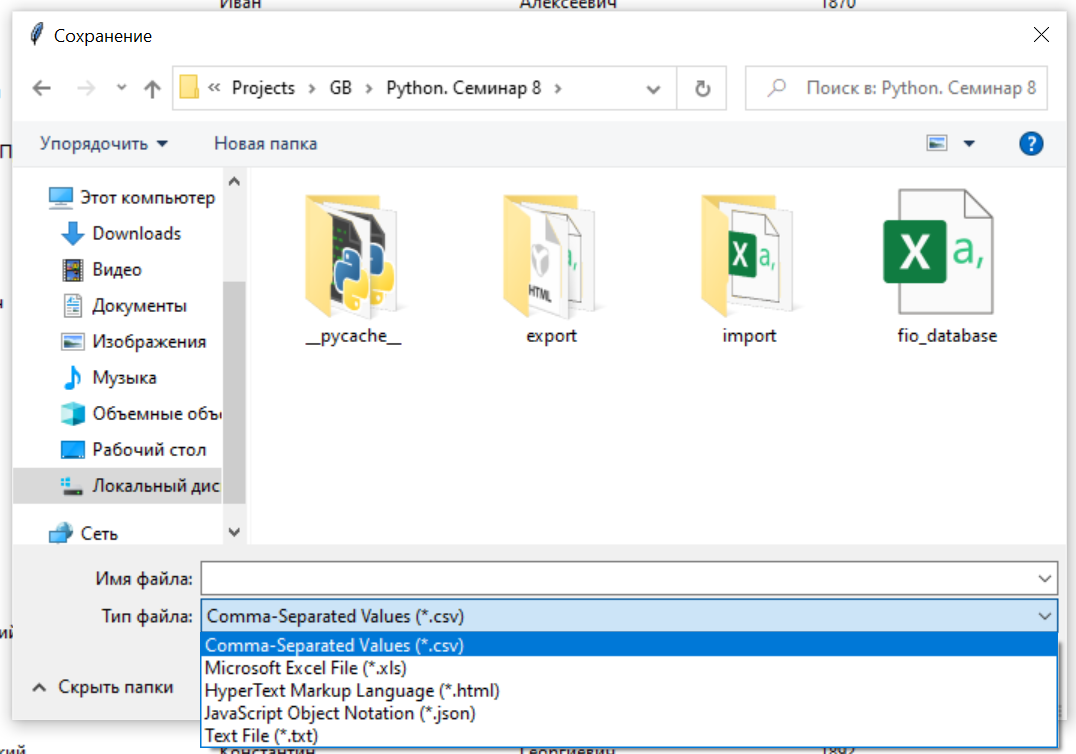 Иван Алексеевич 1870
Сохранение
« Projects › GB › Python. Семинар 8 ›
Поиск в: Python. Семинар 8
Упорядочить
Новая папка
?
Этот компьютер
Downloads
Видео
Документы
Изображения
Музыка
Объемные объ
Рабочий стол
Локальный дис
Сеть
__pycache__
HTML
a,
export
X a,
import
X a,
fio_database
Имя файла:
Тип файла: Comma-Separated Values (*.csv)
Comma-Separated Values (*.csv)
Microsoft Excel File (*.xls)
HyperText Markup Language (*.html)
JavaScript Object Notation (*.json)
Text File (*.txt)
Скрыть папки
Константин Георгиевич 1892